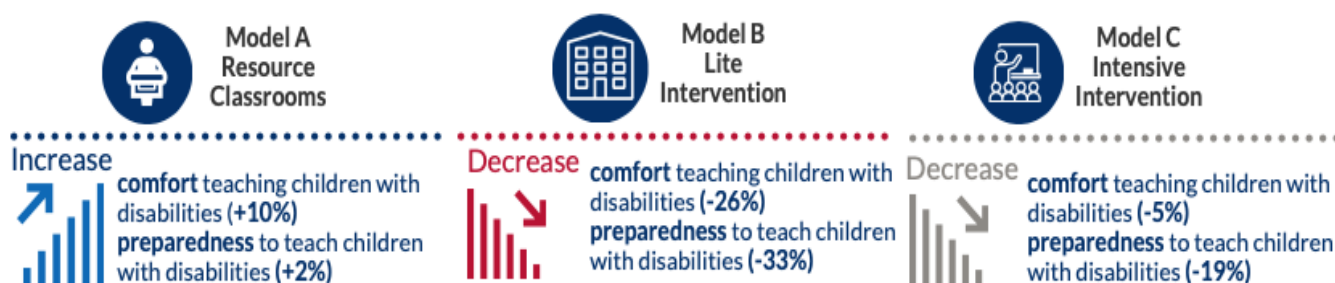 Model A
Resource
Classrooms
Increase
comfort teaching children with
disabilities (+10%)
preparedness to teach children
with disabilities (+2%)
Model B
Lite
Intervention
Decrease
comfort teaching children with
disabilities (-26%)
preparedness to teach children
with disabilities (-33%)
Model C
Intensive
Intervention
Decrease
comfort teaching children with
disabilities (-5%)
preparedness to teach children
with disabilities (-19%)